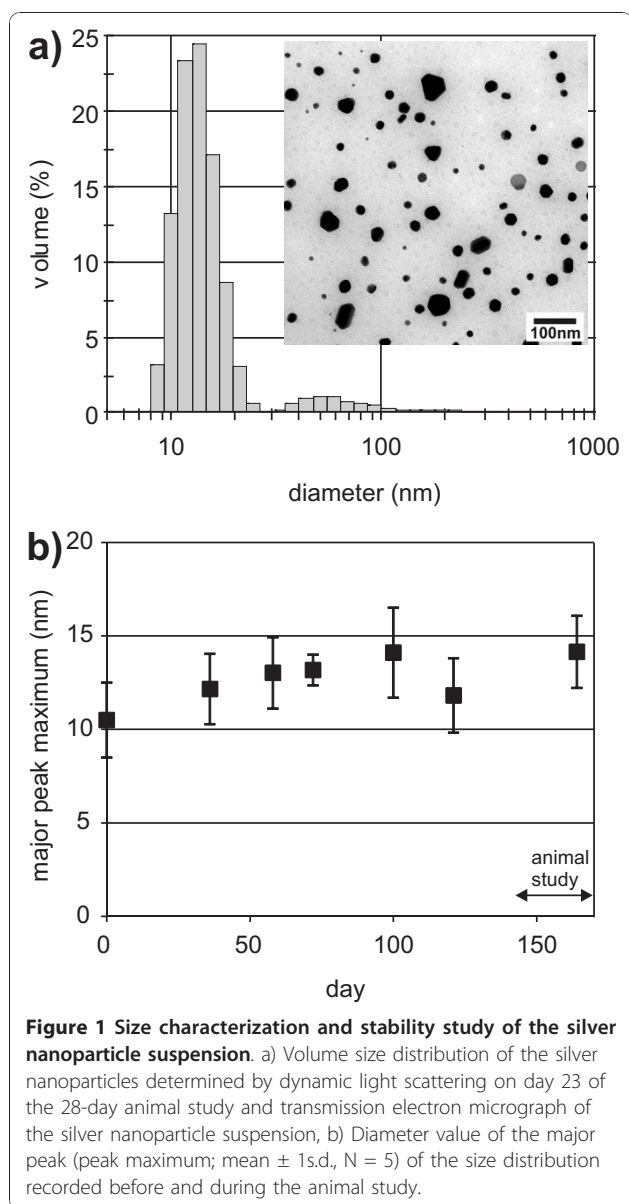 a)
25
20
15
10
5
0
volume (%)
100nm
10
100
1000
diameter (nm)
b)
20
15
10
5
0
major peak maximum (nm)
animal
study
0
50
100
150
day
Figure 1 Size characterization and stability study of the silver
nanoparticle suspension. a) Volume size distribution of the silver
nanoparticles determined by dynamic light scattering on day 23 of
the 28-day animal study and transmission electron micrograph of
the silver nanoparticle suspension, b) Diameter value of the major
peak (peak maximum; mean ± 1s.d., N = 5) of the size distribution
recorded before and during the animal study.